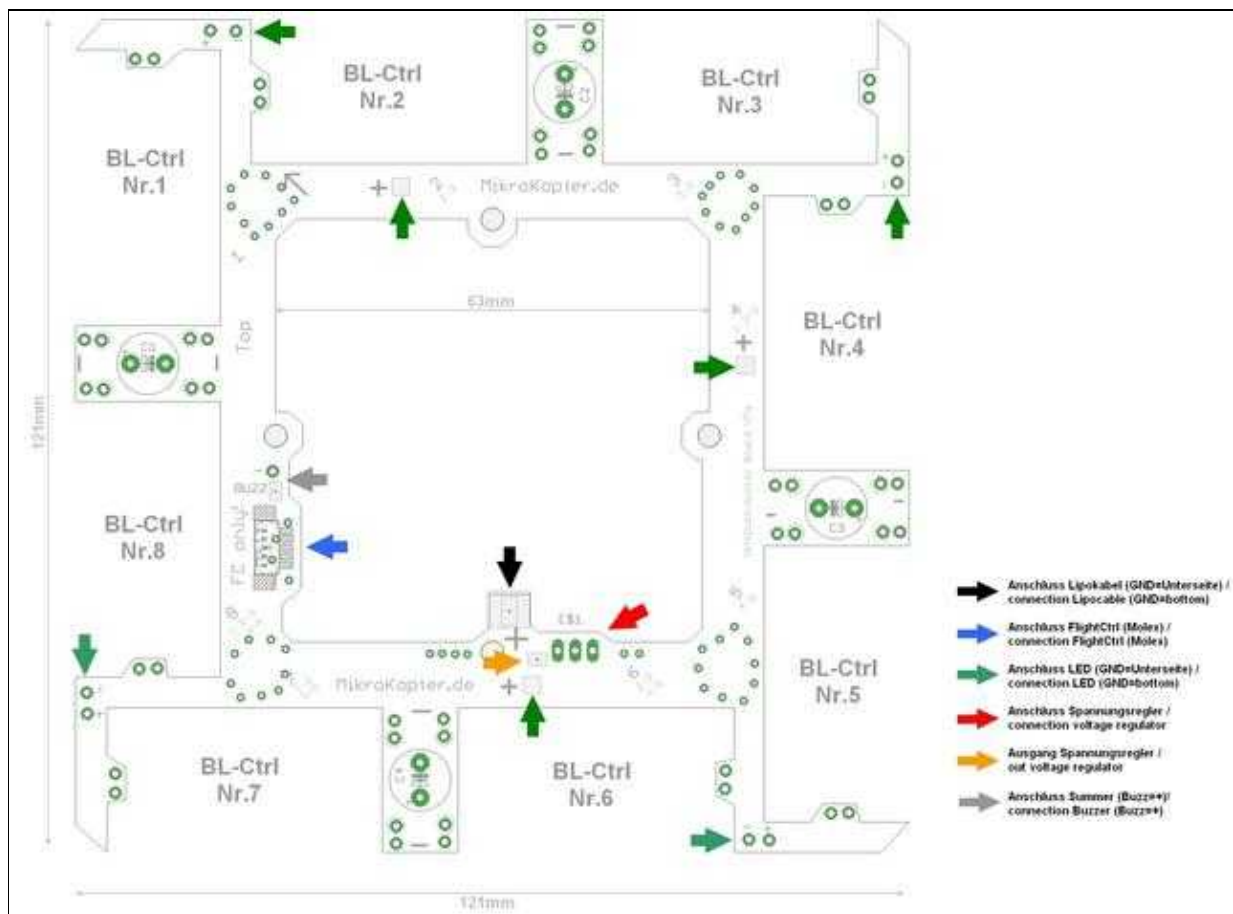 BL-Ctrl
Nr.2
BL-Ctrl
Nr.3
BL-Ctrl
Nr.1
MikroKopter.de
63mm
BL-Ctrl
Nr.4
Top
121mm
BUZZ
BL-Ctrl
Nr.8
FC only!
C3
MikroKopter.de
BL-Ctrl
Nr.5
BL-Ctrl
Nr.7
BL-Ctrl
Nr.6
121mm
Anschluss Lipokabel (GND=Unterseite) /
connection Lipocable (GND=bottom)
Anschluss FlightCtrl (Molex) /
connection FlightCtrl (Molex)
Anschluss LED (GND=Unterseite) /
connection LED (GND=bottom)
Anschluss Spannungsregler /
connection voltage regulator
Ausgang Spannungsregler /
out voltage regulator
Anschluss Summer (Buzz=+)/
connection Buzzer (Buzz=+)